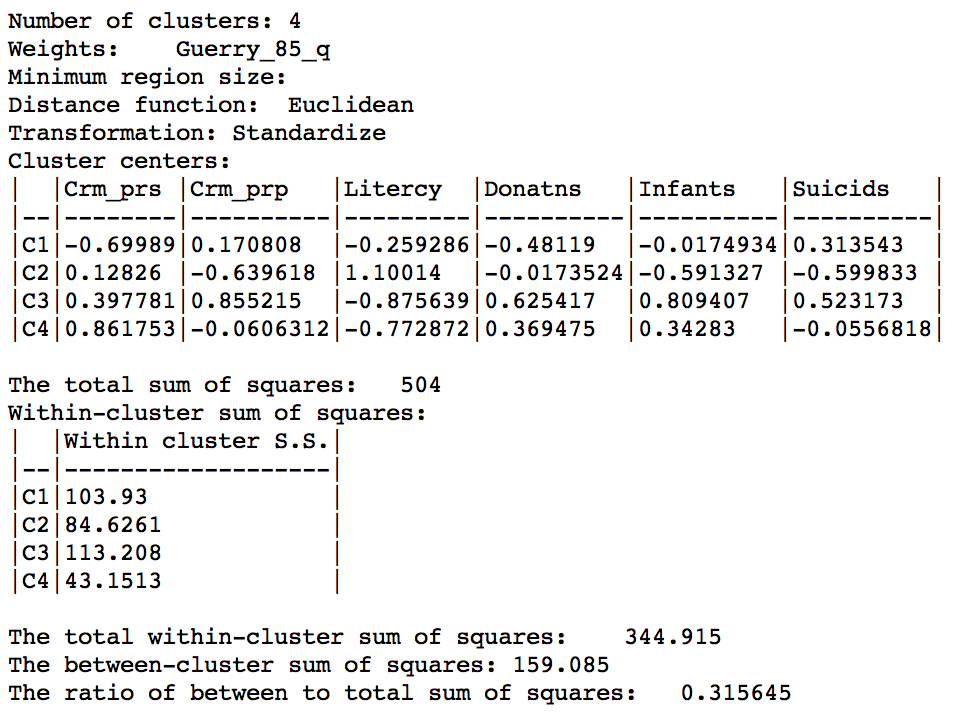 Number of clusters: 4
Weights:    Guerry_85_q
Minimum region size:
Distance function:  Euclidean
Transformation: Standardize
Cluster centers:
|  |Crm_prs |Crm_prp   |Litercy  |Donatns   |Infants   |Suicids   |
|--|--------|----------|---------|----------|----------|----------|
|C1|-0.69989|0.170808  |-0.259286|-0.48119  |-0.0174934|0.313543  |
|C2|0.12826 |-0.639618 |1.10014  |-0.0173524|-0.591327 |-0.599833 |
|C3|0.397781|0.855215  |-0.875639|0.625417  |0.809407  |0.523173  |
|C4|0.861753|-0.0606312|-0.772872|0.369475  |0.34283   |-0.0556818|
The total sum of squares:   504
Within-cluster sum of squares:
|  |Within cluster S.S.|
|--|-------------------|
|C1|103.93             |
|C2|84.6261            |
|C3|113.208            |
|C4|43.1513            |
The total within-cluster sum of squares:    344.915
The between-cluster sum of squares: 159.085
The ratio of between to total sum of squares:   0.315645